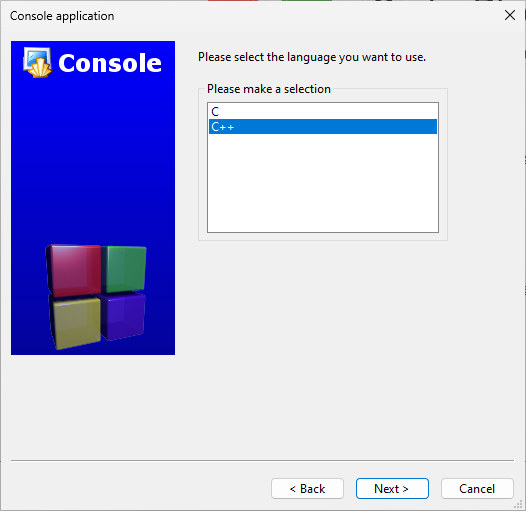 Console application
Console
Please select the language you want to use.
Please make a selection
C
C++
< Back
Next >
Cancel